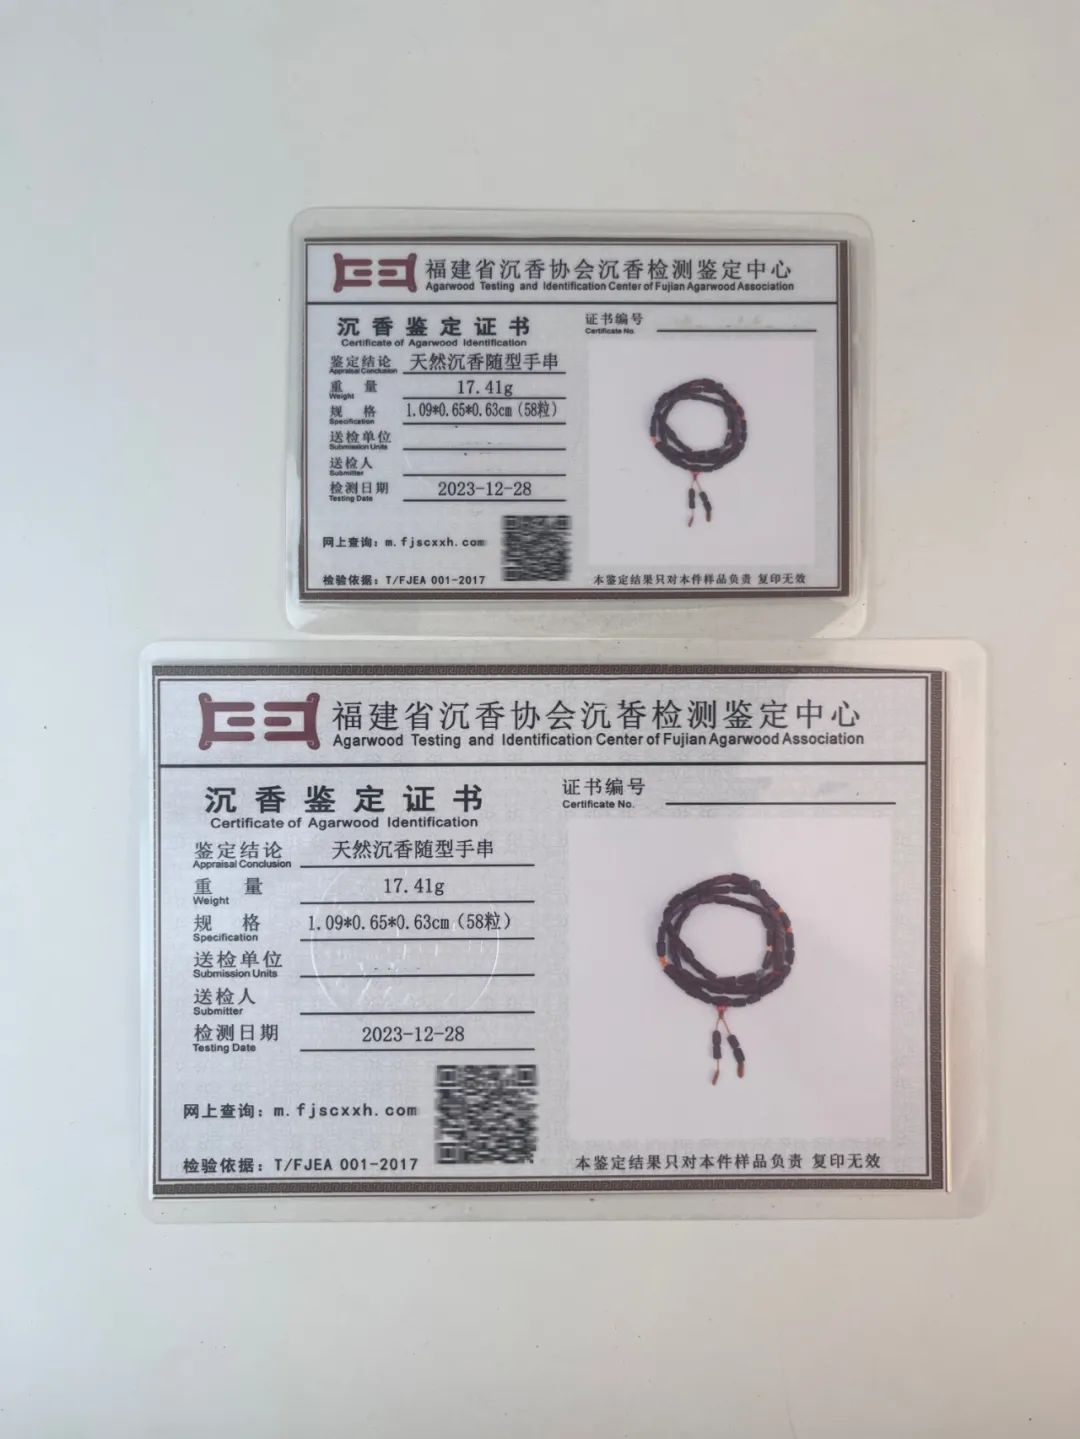 福建省沉香协会沉香检测鉴定中心
Agarwood Testing and Identification Center of Fujian Agarwood Association
沉香鉴定证书
Certificate of Agarwood Identification
证书编号
Certificate No.
鉴定结论 天然沉香随型手串
Appraisal Conclusion
重 量 17.41g
Weight
规 格 1.09*0.65*0.63cm(58粒)
Specification
送检单位
Submission Units
送检人
Submitter
检测日期 2023-12-28
Testing Date
网上查询：m.fjscxxh.com
检验依据：T/FJEA 001-2017
本鉴定结果只对本件样品负责 复印无效
福建省沉香协会沉香检测鉴定中心
Agarwood Testing and Identification Center of Fujian Agarwood Association
沉香鉴定证书
Certificate of Agarwood Identification
证书编号
Certificate No.
鉴定结论 天然沉香随型手串
Appraisal Conclusion
重 量 17.41g
Weight
规 格 1.09*0.65*0.63cm(58粒)
Specification
送检单位
Submission Units
送检人
Submitter
检测日期 2023-12-28
Testing Date
网上查询：m.fjscxxh.com
检验依据：T/FJEA 001-2017
本鉴定结果只对本件样品负责 复印无效